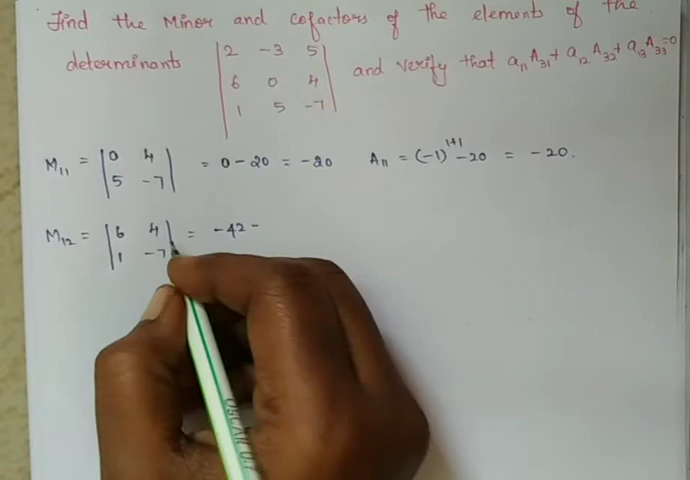 Find the Minor and cofactors of the elements of the
determinants |2 -3 5| and verify that a₁₁A₃₁+ a₁₂A₃₂+ a₁₃A₃₃=0
|6 0 4|
|1 5 -7|
M₁₁ = |0 4| = 0-20 = -20 A₁₁ = (-1)¹⁺¹ -20 = -20.
|5 -7|
M₁₂ = |6 4| = -42 -
|1 -7|